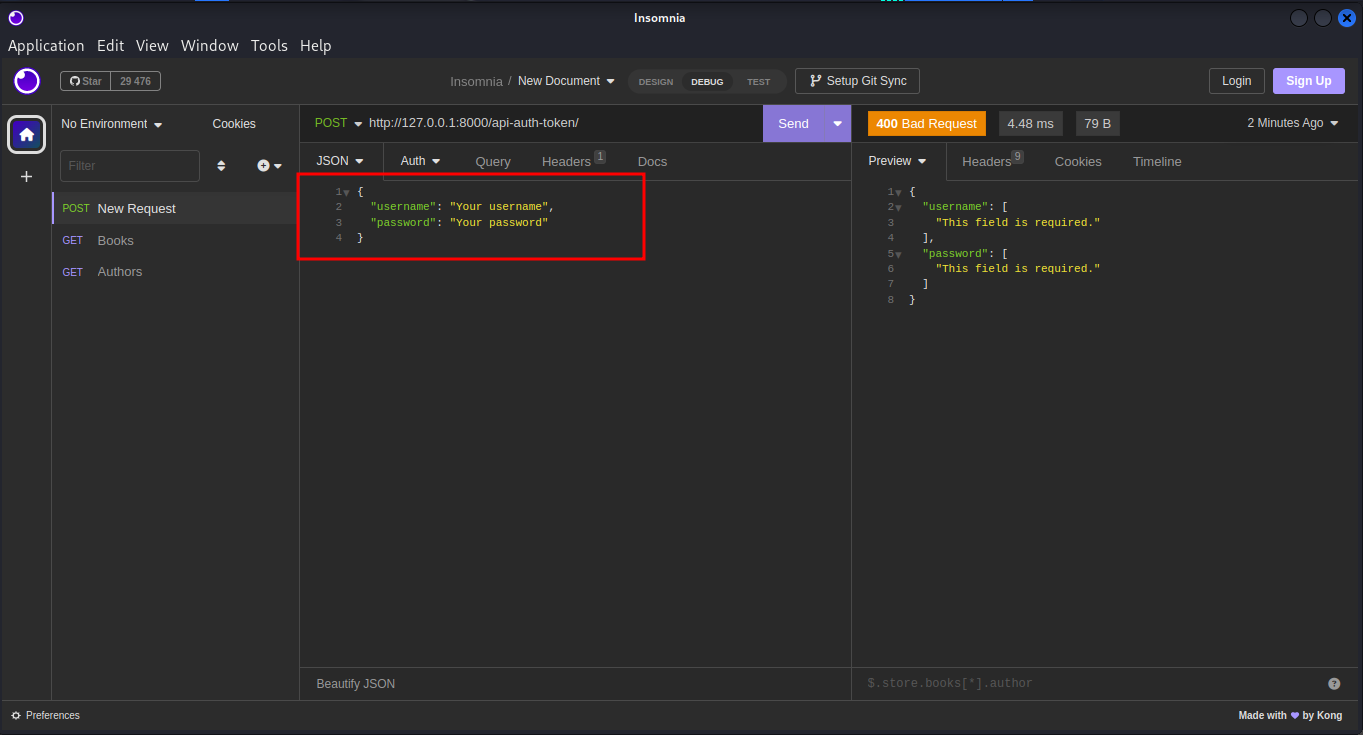 Insomnia
Application Edit View Window Tools Help
Star 29 476
Insomnia / New Document DESIGN DEBUG TEST Setup Git Sync Login Sign Up
No Environment Cookies
Filter
POST New Request
GET Books
GET Authors
POST http://127.0.0.1:8000/api-auth-token/ Send
JSON Auth Query Headers 1 Docs
1 {
2 "username": "Your username",
3 "password": "Your password"
4 }
Beautify JSON
400 Bad Request 4.48 ms 79 B 2 Minutes Ago
Preview Headers 9 Cookies Timeline
1 {
2 "username": [
3 "This field is required."
4 ],
5 "password": [
6 "This field is required."
7 ]
8 }
$.store.books[*].author ?
Preferences
Made with ❤ by Kong